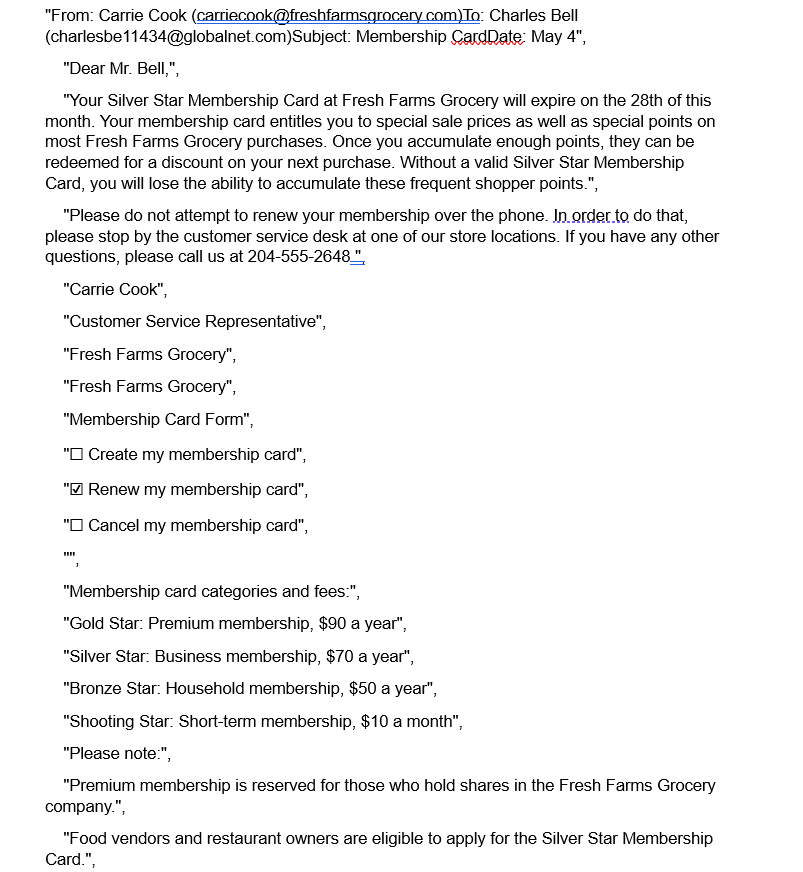 "From: Carrie Cook (carriecook@freshfarmsgrocery.com)To: Charles Bell
(charlesbe11434@globalnet.com)Subject: Membership CardDate: May 4",
"Dear Mr. Bell,",
"Your Silver Star Membership Card at Fresh Farms Grocery will expire on the 28th of this
month. Your membership card entitles you to special sale prices as well as special points on
most Fresh Farms Grocery purchases. Once you accumulate enough points, they can be
redeemed for a discount on your next purchase. Without a valid Silver Star Membership
Card, you will lose the ability to accumulate these frequent shopper points.",
"Please do not attempt to renew your membership over the phone. In order to do that,
please stop by the customer service desk at one of our store locations. If you have any other
questions, please call us at 204-555-2648.",
"Carrie Cook",
"Customer Service Representative",
"Fresh Farms Grocery",
"Fresh Farms Grocery",
"Membership Card Form",
"☐ Create my membership card",
"☑ Renew my membership card",
"☐ Cancel my membership card",
"",
"Membership card categories and fees:",
"Gold Star: Premium membership, $90 a year",
"Silver Star: Business membership, $70 a year",
"Bronze Star: Household membership, $50 a year",
"Shooting Star: Short-term membership, $10 a month",
"Please note:",
"Premium membership is reserved for those who hold shares in the Fresh Farms Grocery
company.",
"Food vendors and restaurant owners are eligible to apply for the Silver Star Membership
Card.",